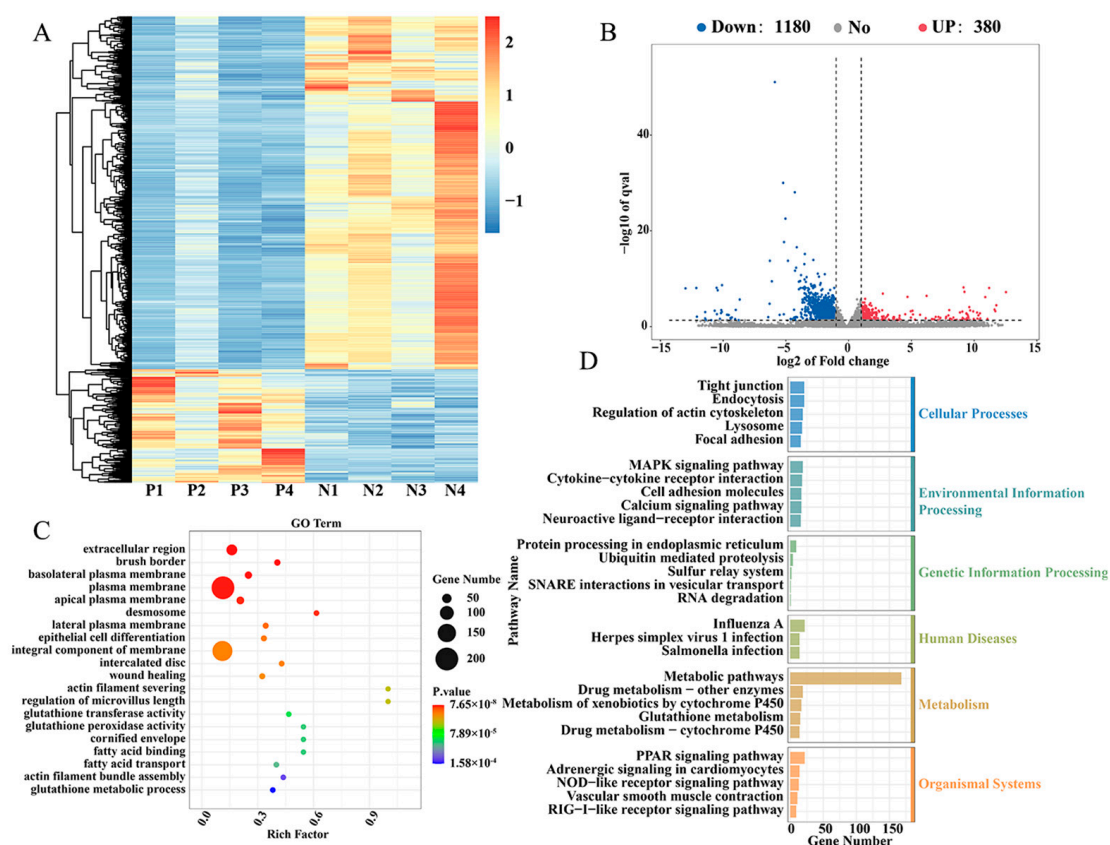 A
2
1
0
−1
P1 P2 P3 P4 N1 N2 N3 N4
B
Down: 1180 No UP: 380
−log10 of qval
40
20
0
−15 −10 −5 0 5 10 15
log2 of Fold change
C
GO Term
extracellular region
brush border
basolateral plasma membrane
plasma membrane
apical plasma membrane
desmosome
lateral plasma membrane
epithelial cell differentiation
integral component of membrane
intercalated disc
wound healing
actin filament severing
regulation of microvillus length
glutathione transferase activity
glutathione peroxidase activity
cornified envelope
fatty acid binding
fatty acid transport
actin filament bundle assembly
glutathione metabolic process
0.0 0.3 0.6 0.9
Rich Factor
Gene Numbe
50
100
150
200
P.value
7.65×10⁻⁸
7.89×10⁻⁵
1.58×10⁻⁴
D
Pathway Name
Tight junction
Endocytosis
Regulation of actin cytoskeleton
Lysosome
Focal adhesion
Cellular Processes
MAPK signaling pathway
Cytokine−cytokine receptor interaction
Cell adhesion molecules
Calcium signaling pathway
Neuroactive ligand−receptor interaction
Environmental Information
Processing
Protein processing in endoplasmic reticulum
Ubiquitin mediated proteolysis
Sulfur relay system
SNARE interactions in vesicular transport
RNA degradation
Genetic Information Processing
Influenza A
Herpes simplex virus 1 infection
Salmonella infection
Human Diseases
Metabolic pathways
Drug metabolism − other enzymes
Metabolism of xenobiotics by cytochrome P450
Glutathione metabolism
Drug metabolism − cytochrome P450
Metabolism
PPAR signaling pathway
Adrenergic signaling in cardiomyocytes
NOD−like receptor signaling pathway
Vascular smooth muscle contraction
RIG−I−like receptor signaling pathway
Organismal Systems
0 50 100 150
Gene Number